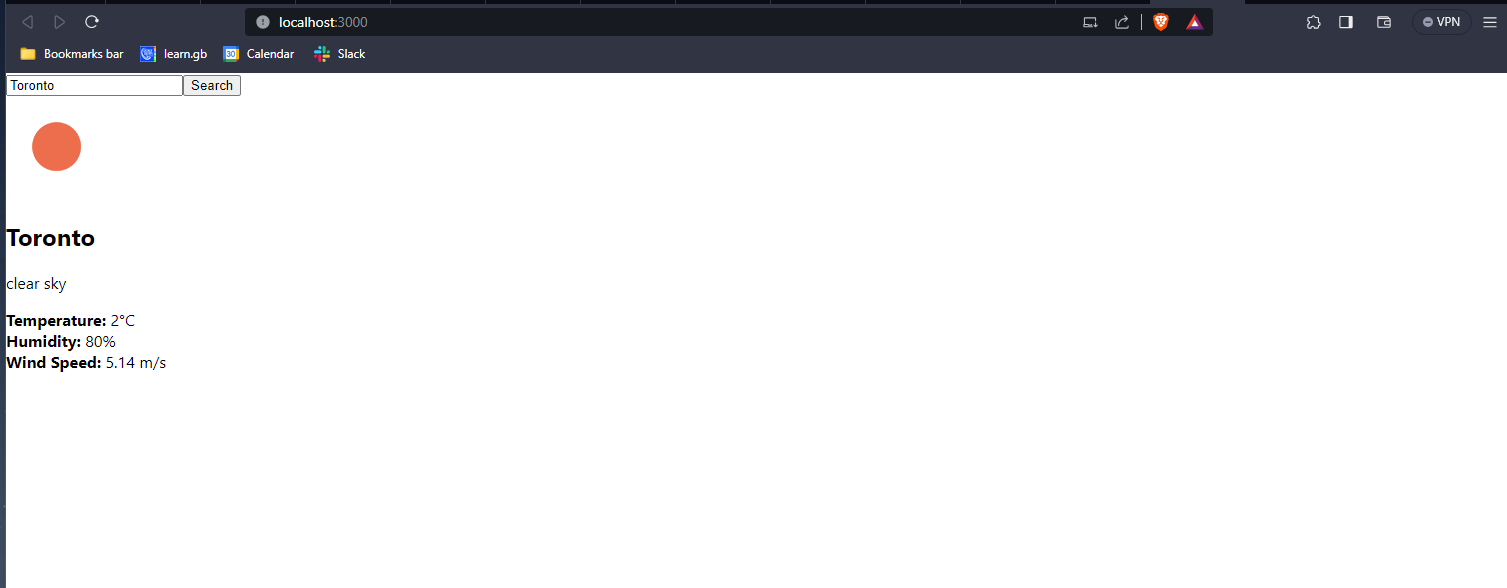 localhost:3000
VPN
Bookmarks bar learn.gb 30 Calendar Slack
Toronto Search
Toronto
clear sky
Temperature: 2°C
Humidity: 80%
Wind Speed: 5.14 m/s